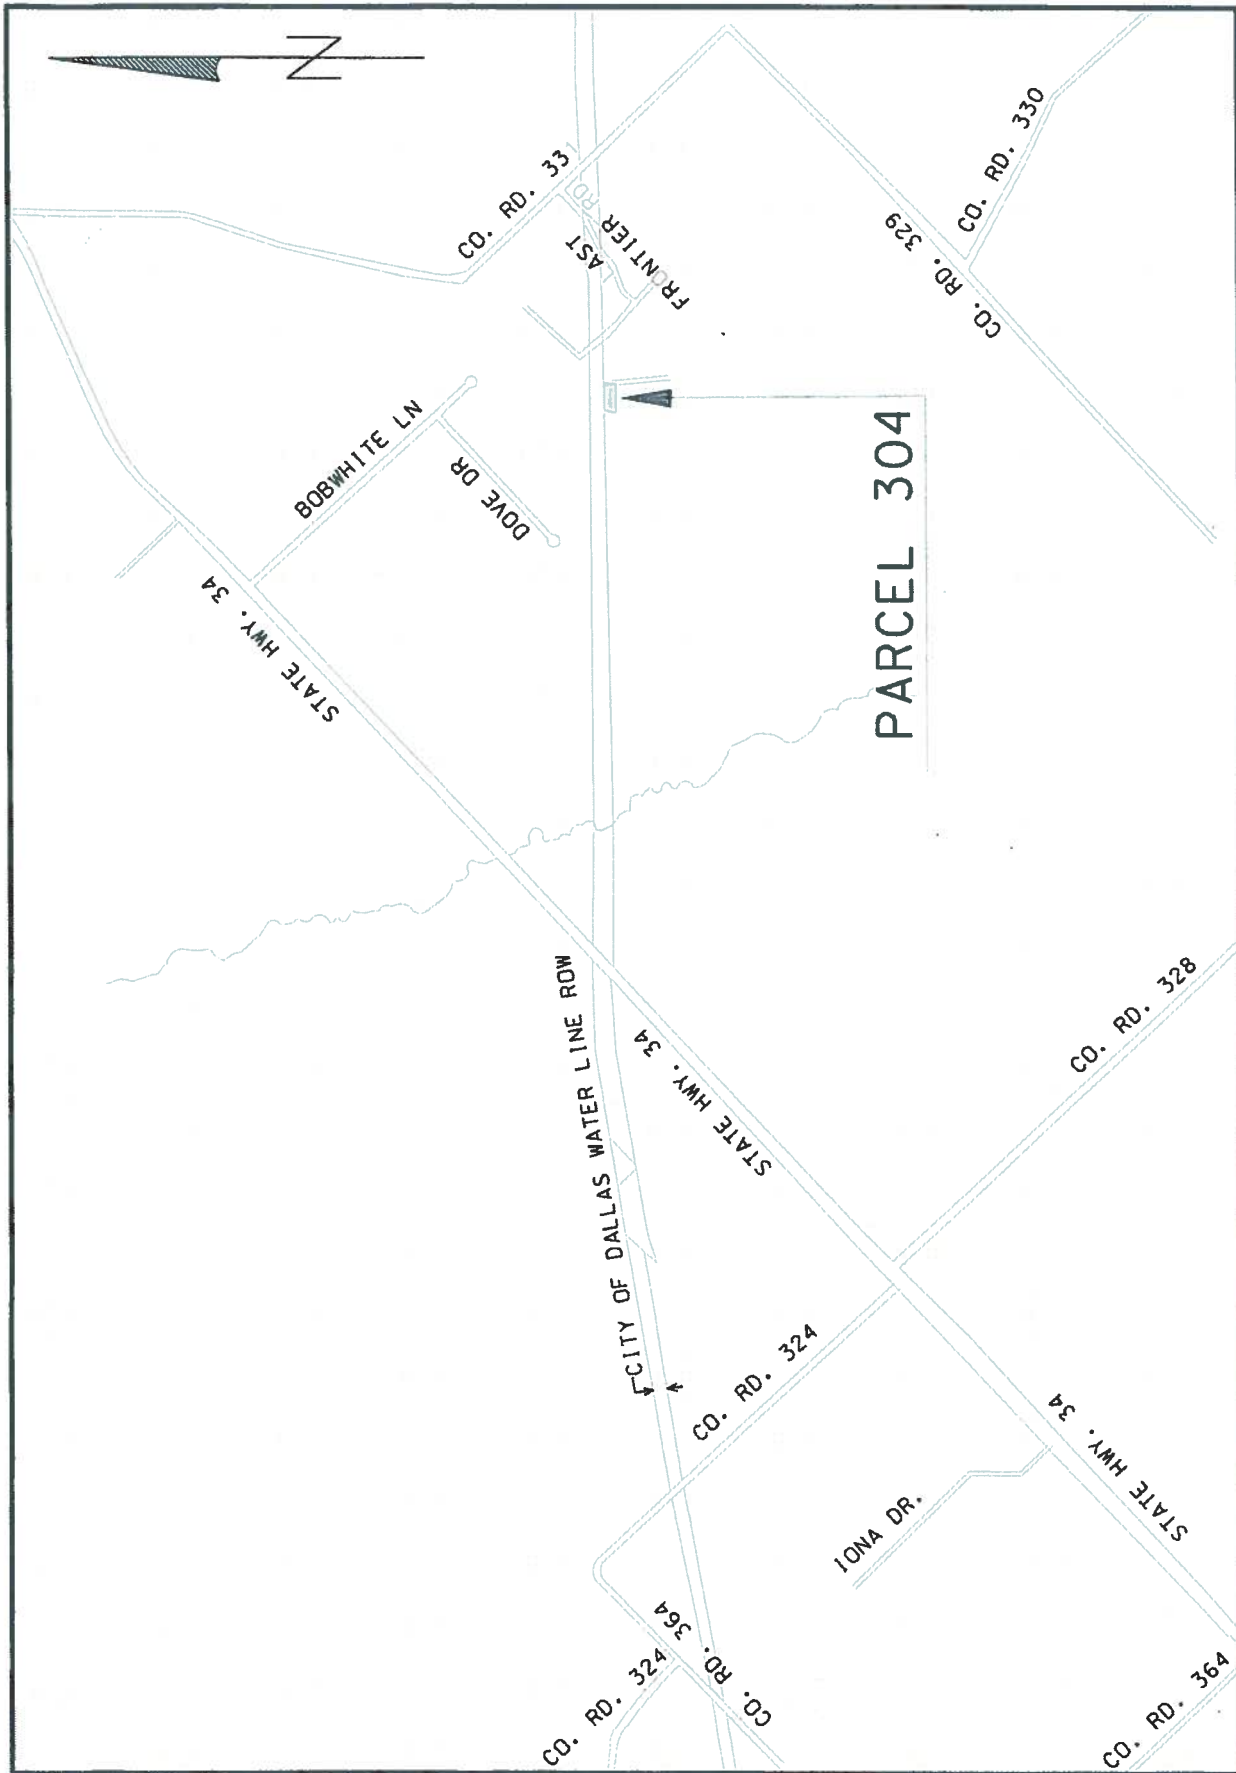 N
CO. RD. 331
LAST
FRONTIER RD
CO. RD. 330
CO. RD. 329
BOBWHITE LN
DOVE DR
STATE HWY. 34
PARCEL 304
CITY OF DALLAS WATER LINE ROW
STATE HWY. 34
CO. RD. 328
CO. RD. 324
STATE HWY. 34
IONA DR.
CO. RD. 324
CO. RD. 364
CO. RD. 364